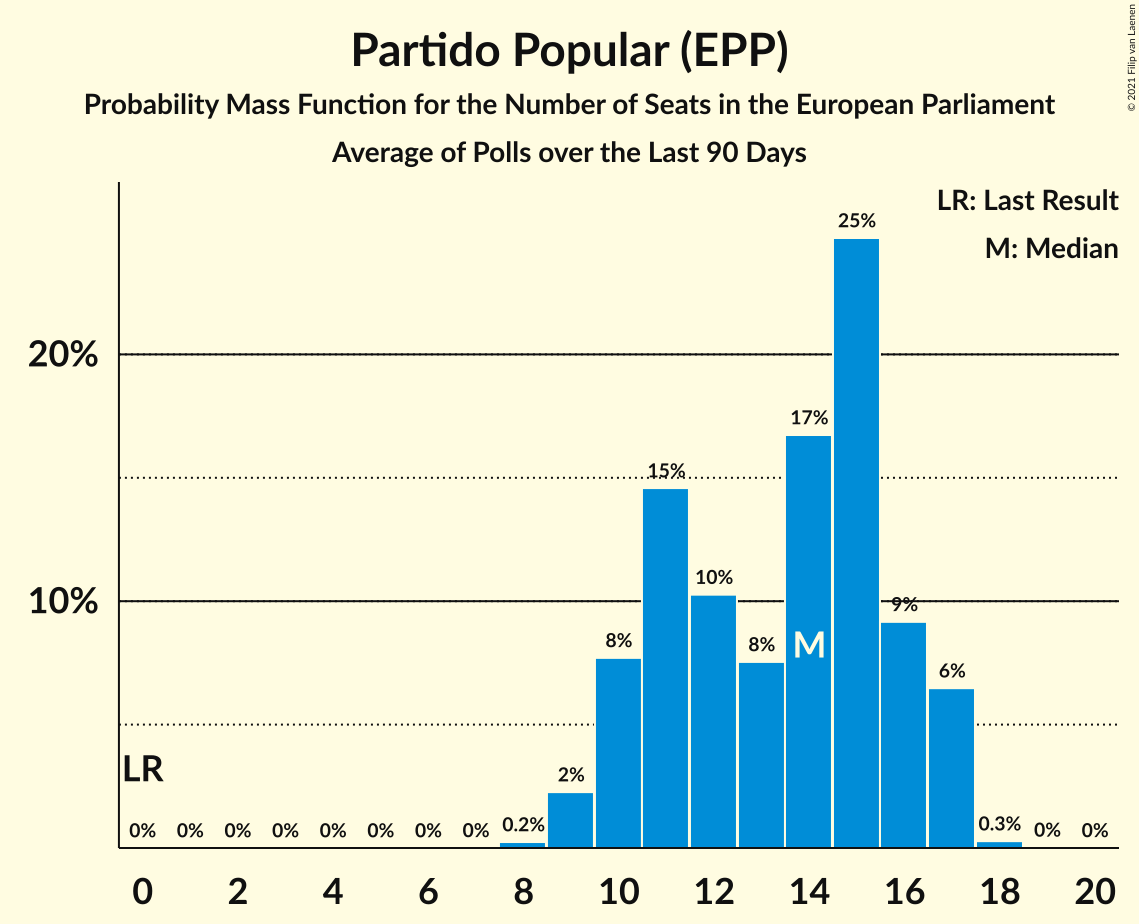 Partido Popular (EPP)
Probability Mass Function for the Number of Seats in the European Parliament
Average of Polls over the Last 90 Days
© 2021 Filip van Laenen
LR: Last Result
M: Median
25%
20%
17%
15%
10%
10%
9%
8%
8%
M
6%
LR
2%
0% 0% 0% 0% 0% 0% 0% 0% 0.2% 0.3% 0% 0%
0 2 4 6 8 10 12 14 16 18 20